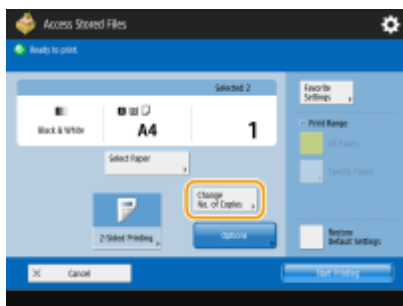 Access Stored Files
Ready to print.
Selected: 2
Black & White
A4
1
Select Paper
Change
No. of Copies
2-Sided Printing
Options
Favorite
Settings
Print Range
All Pages
Specify Pages
Restore
Default Settings
Cancel
Start Printing